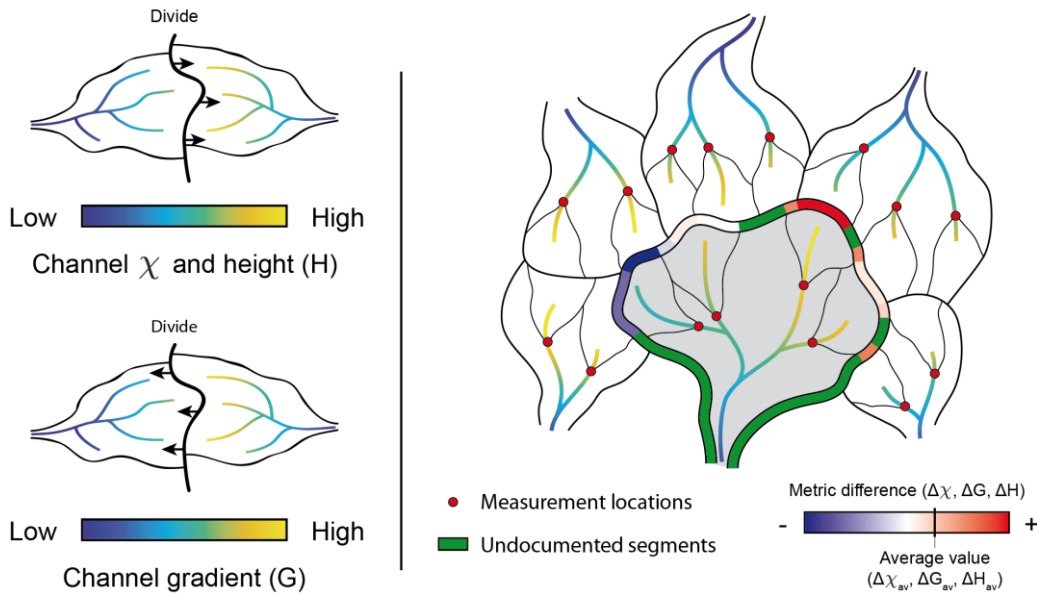 Divide
Low
High
Channel χ and height (H)
Divide
Low
High
Channel gradient (G)
Measurement locations
Undocumented segments
Metric difference (Δχ, ΔG, ΔH)
- +
Average value
(Δχav, ΔGav, ΔHav)